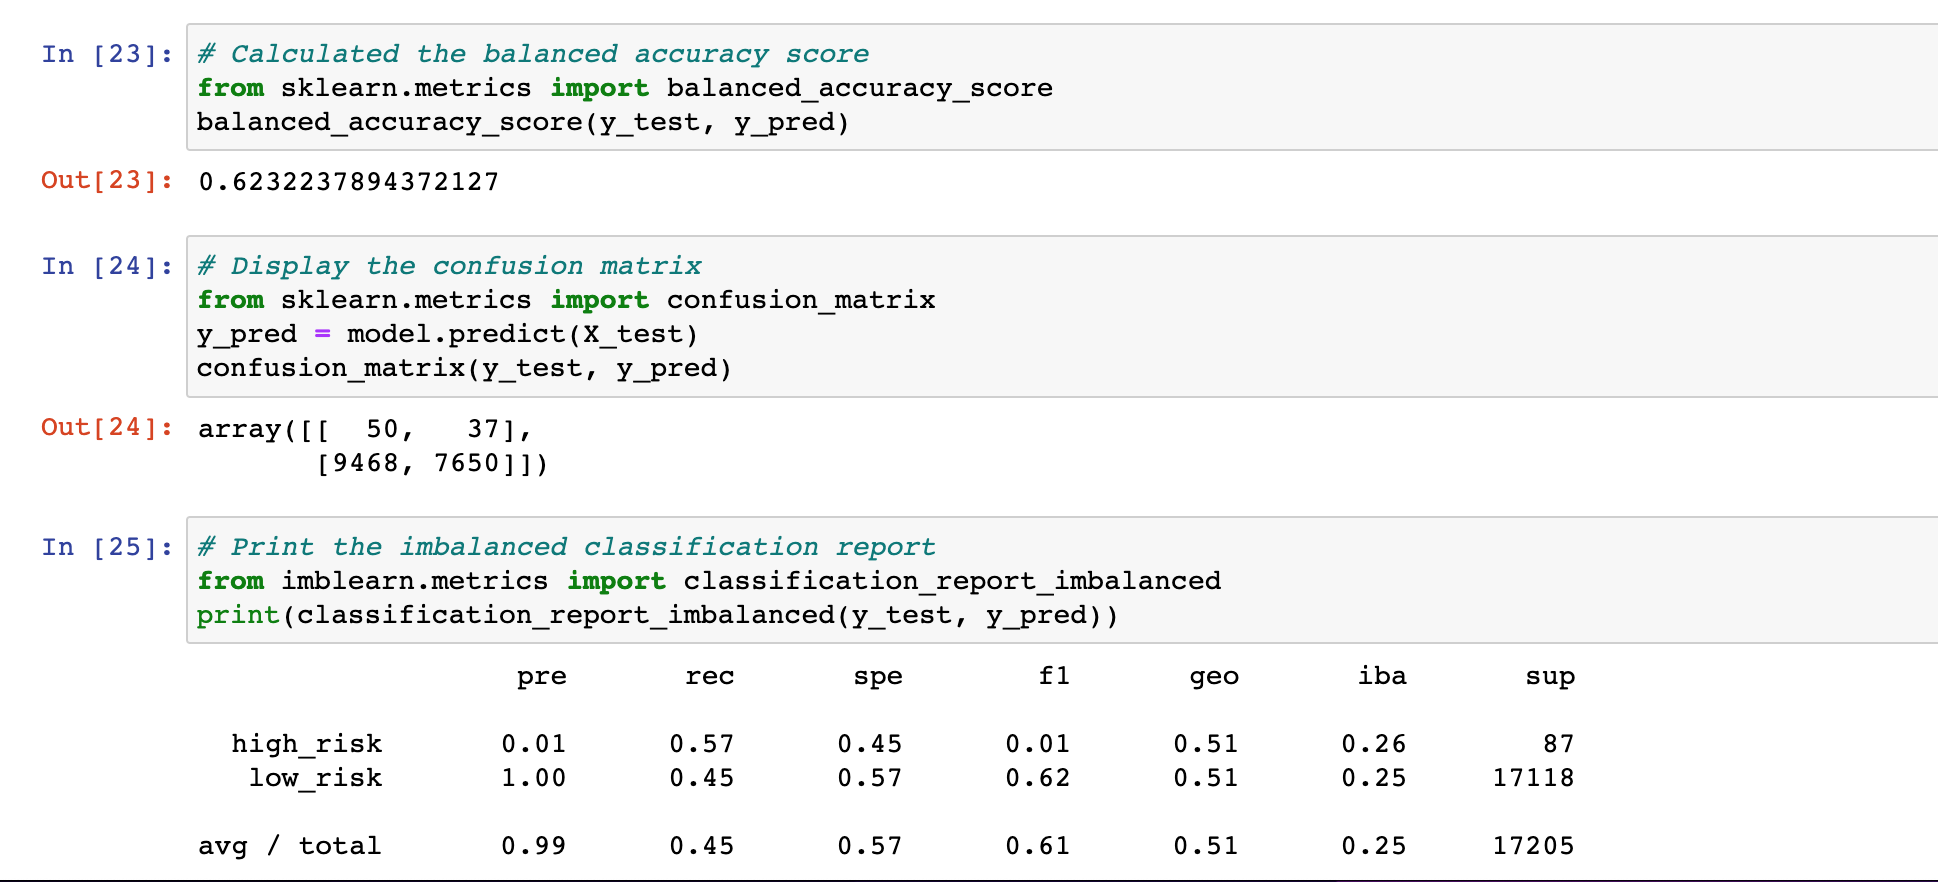 In [23]: # Calculated the balanced accuracy score
from sklearn.metrics import balanced_accuracy_score
balanced_accuracy_score(y_test, y_pred)
Out[23]: 0.6232237894372127
In [24]: # Display the confusion matrix
from sklearn.metrics import confusion_matrix
y_pred = model.predict(X_test)
confusion_matrix(y_test, y_pred)
Out[24]: array([[  50,   37],
       [9468, 7650]])
In [25]: # Print the imbalanced classification report
from imblearn.metrics import classification_report_imbalanced
print(classification_report_imbalanced(y_test, y_pred))
pre rec spe f1 geo iba sup
high_risk 0.01 0.57 0.45 0.01 0.51 0.26 87
low_risk 1.00 0.45 0.57 0.62 0.51 0.25 17118
avg / total 0.99 0.45 0.57 0.61 0.51 0.25 17205